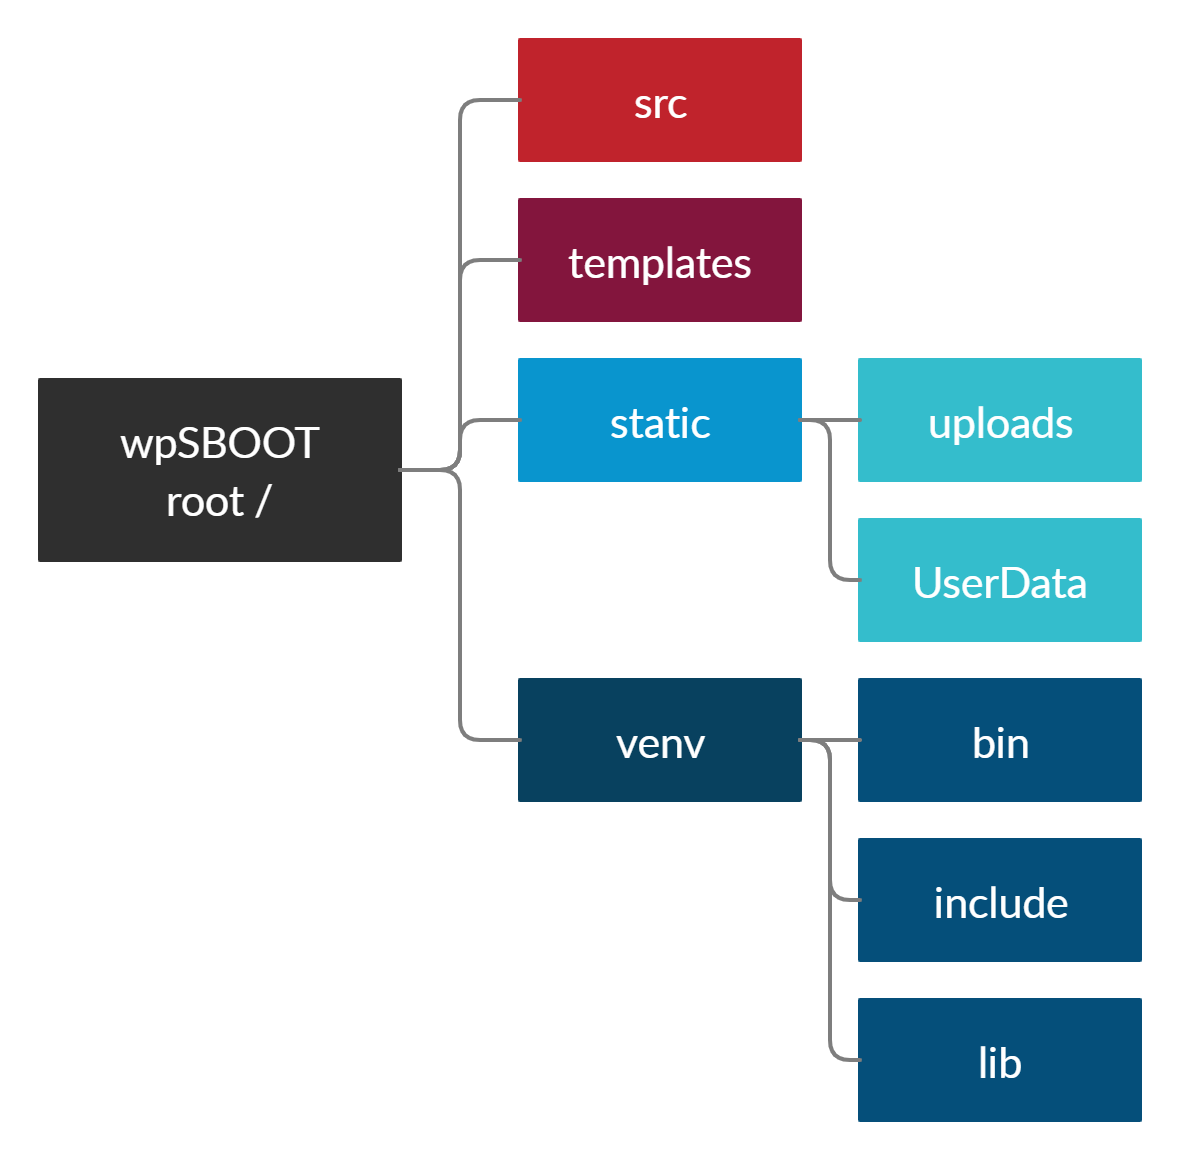 wpSBOOT
root /
src
templates
static
uploads
UserData
venv
bin
include
lib